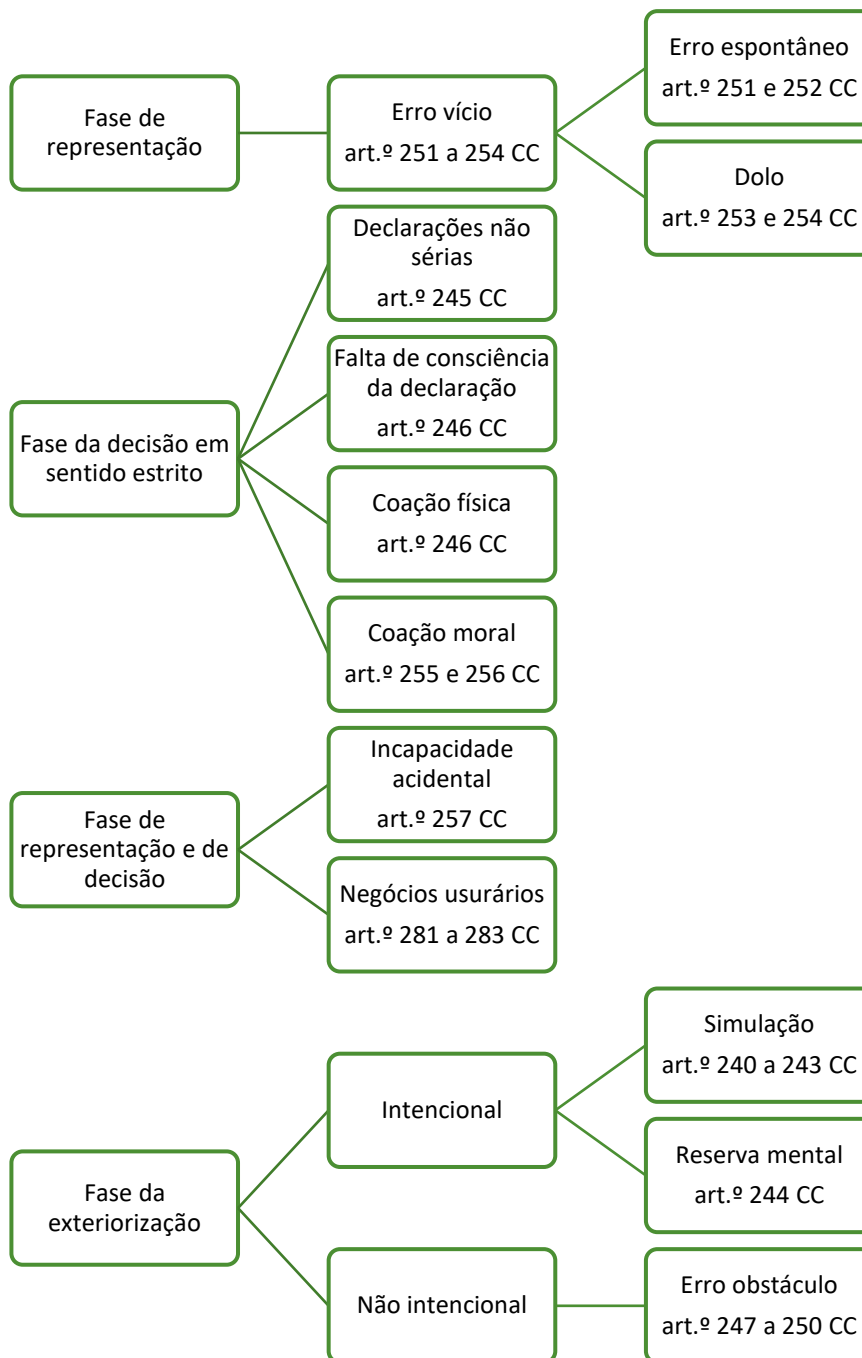 Fase de
representação
Erro vício
art.º 251 a 254 CC
Erro espontâneo
art.º 251 e 252 CC
Dolo
art.º 253 e 254 CC
Fase da decisão em
sentido estrito
Declarações não
sérias
art.º 245 CC
Falta de consciência
da declaração
art.º 246 CC
Coação física
art.º 246 CC
Coação moral
art.º 255 e 256 CC
Fase de
representação e de
decisão
Incapacidade
acidental
art.º 257 CC
Negócios usurários
art.º 281 a 283 CC
Fase da
exteriorização
Intencional
Simulação
art.º 240 a 243 CC
Reserva mental
art.º 244 CC
Não intencional
Erro obstáculo
art.º 247 a 250 CC